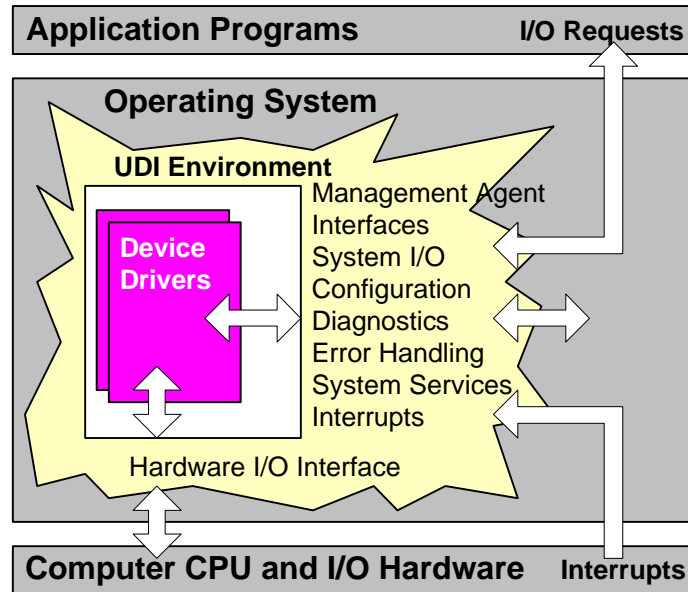 Application Programs
I/O Requests
Operating System
UDI Environment
Management Agent
Interfaces
System I/O
Configuration
Diagnostics
Error Handling
System Services
Interrupts
Device
Drivers
Hardware I/O Interface
Computer CPU and I/O Hardware
Interrupts